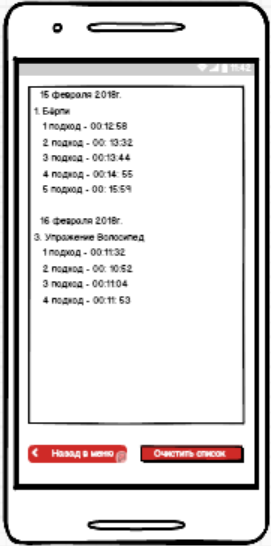 11:42
15 февраля 2018г.
1. Бёрпи
1 подход - 00:12:58
2 подход - 00: 13:32
3 подход - 00:13:44
4 подход - 00:14: 55
5 подход - 00: 15:59
16 февраля 2018г.
3. Упражение Волосипед
1 подход - 00:11:32
2 подход - 00: 10:52
3 подход - 00:11:04
4 подход - 00:11: 53
Назад в меню
Очистить список